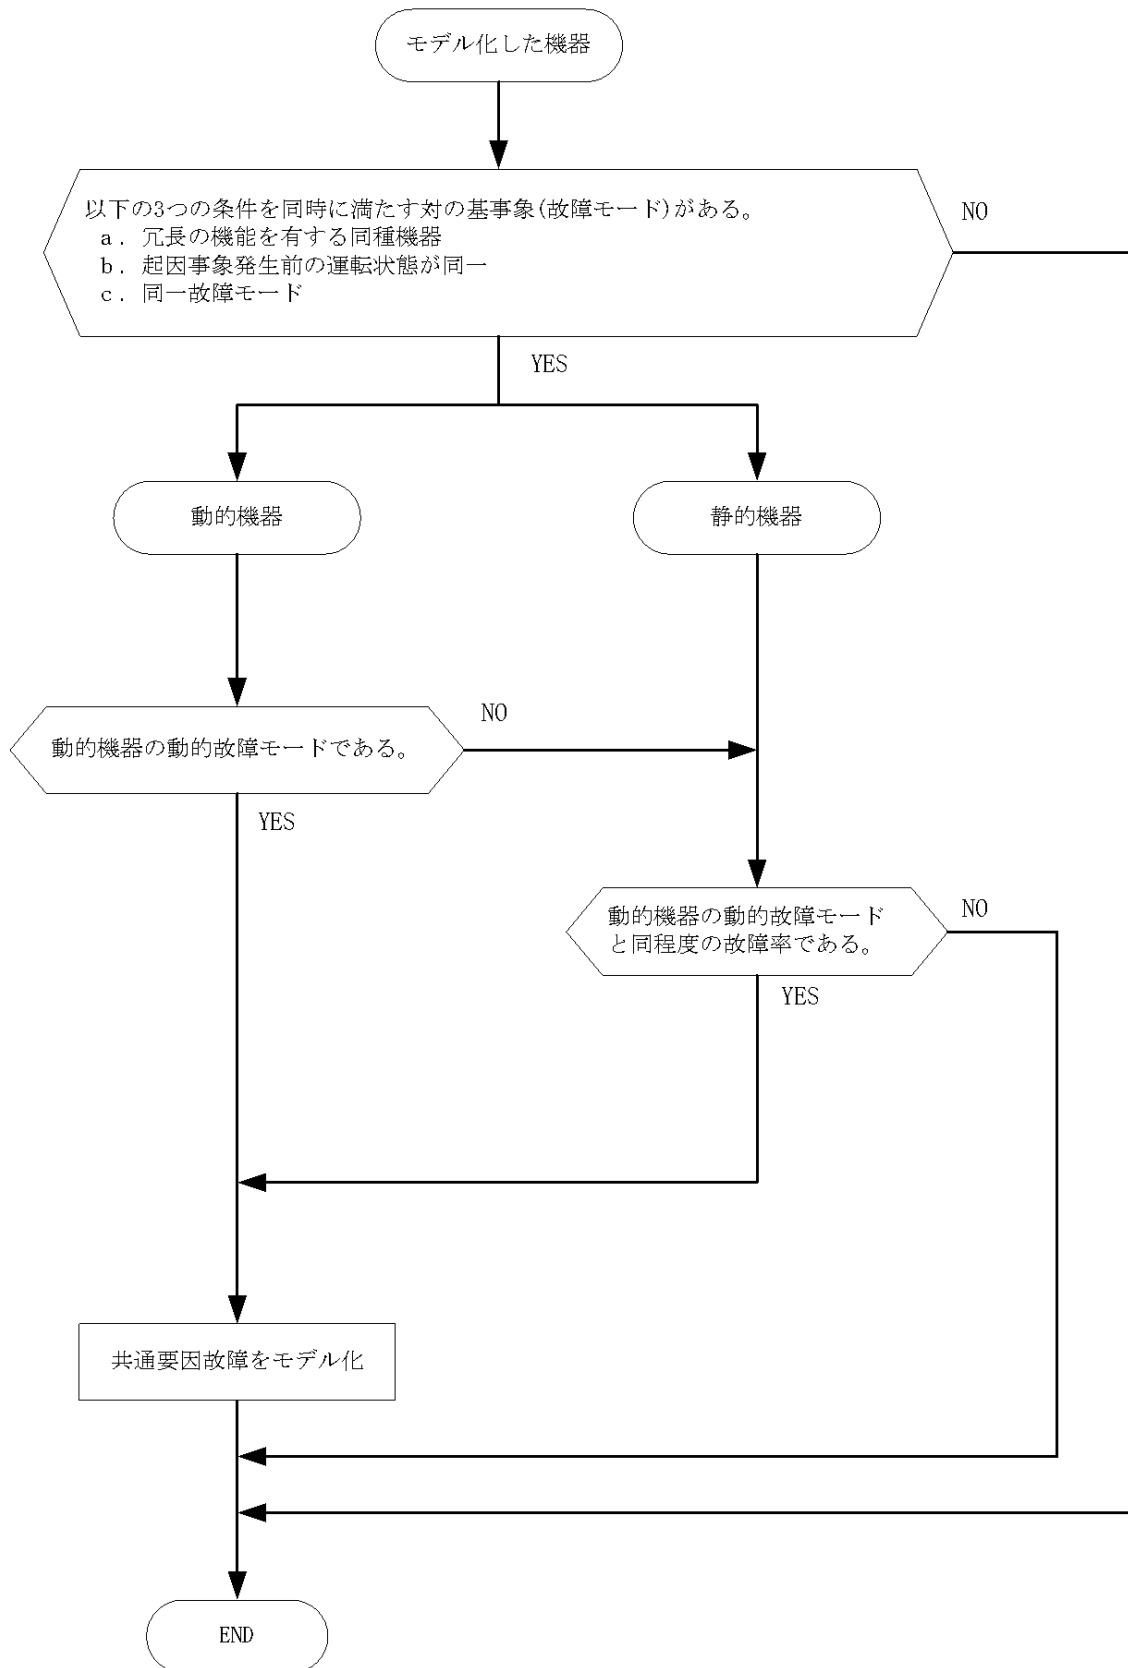 モデル化した機器
以下の3つの条件を同時に満たす対の基事象(故障モード)がある。
a. 冗長の機能を有する同種機器
b. 起因事象発生前の運転状態が同一
c. 同一故障モード
NO
YES
動的機器
静的機器
動的機器の動的故障モードである。
NO
YES
動的機器の動的故障モード
と同程度の故障率である。
NO
YES
共通要因故障をモデル化
END